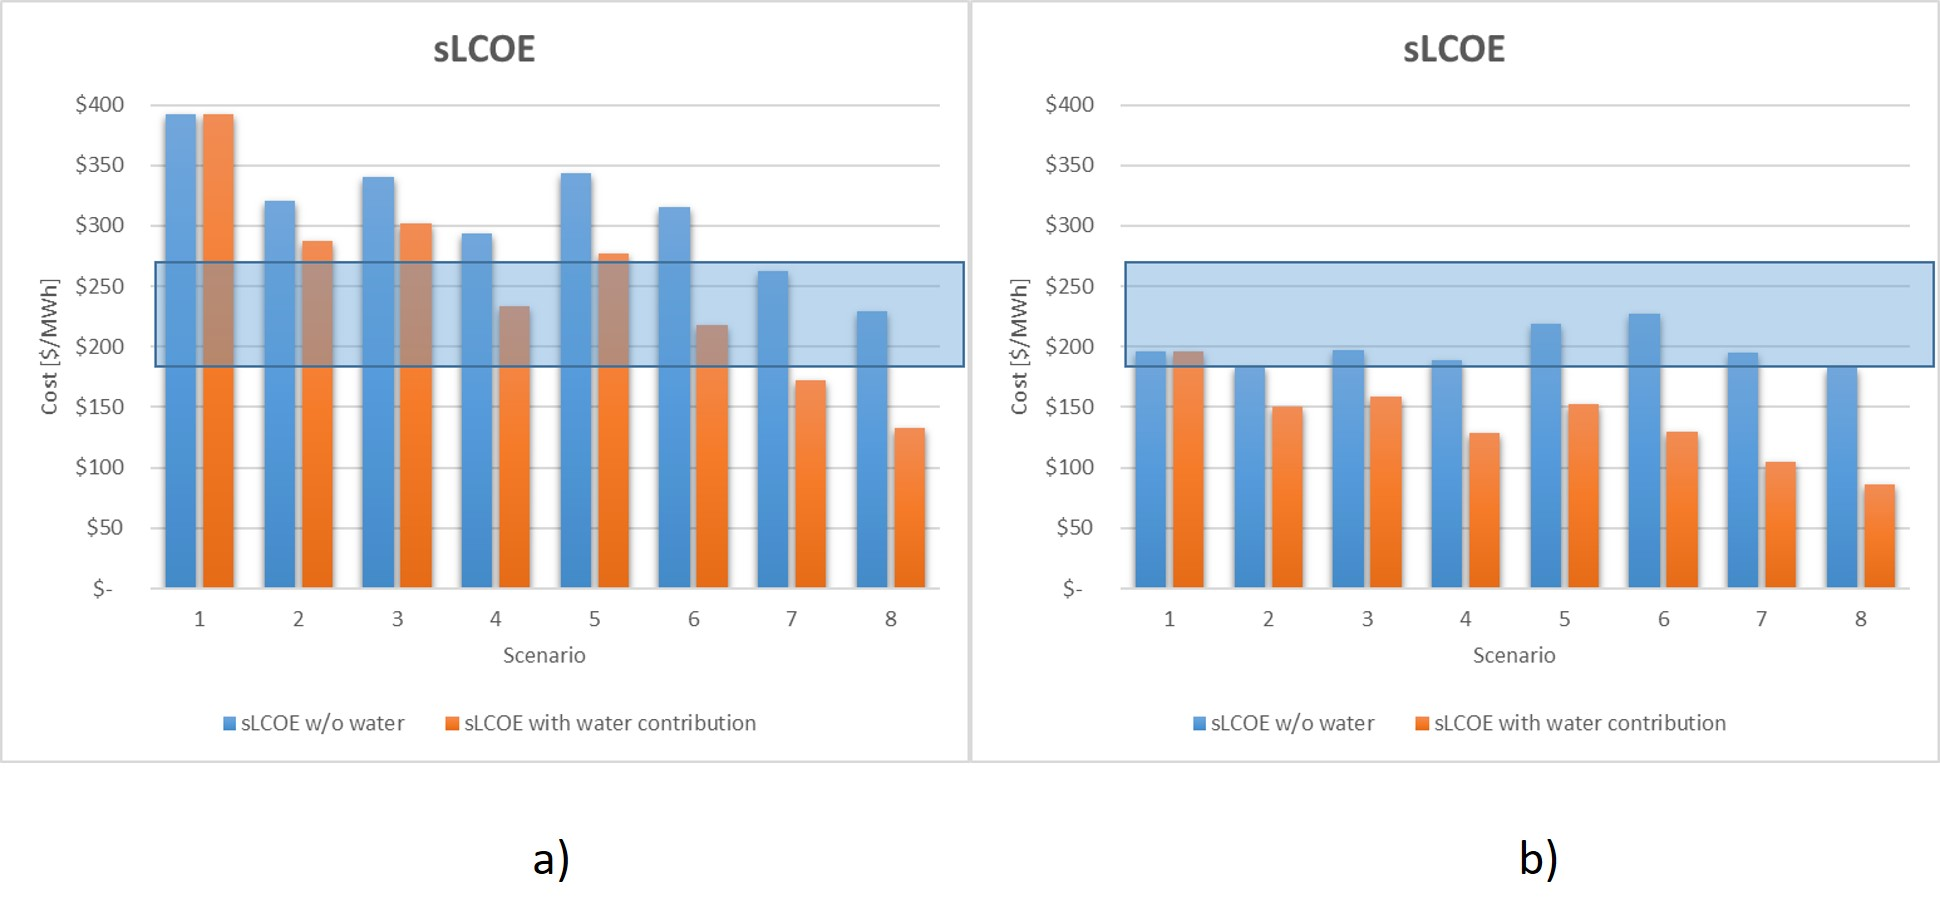 sLCOE
$400
$350
$300
$250
$200
$150
$100
$50
$-
Cost [$/MWh]
1 2 3 4 5 6 7 8
Scenario
sLCOE w/o water sLCOE with water contribution
a)
sLCOE
$400
$350
$300
$250
$200
$150
$100
$50
$-
Cost [$/MWh]
1 2 3 4 5 6 7 8
Scenario
sLCOE w/o water sLCOE with water contribution
b)